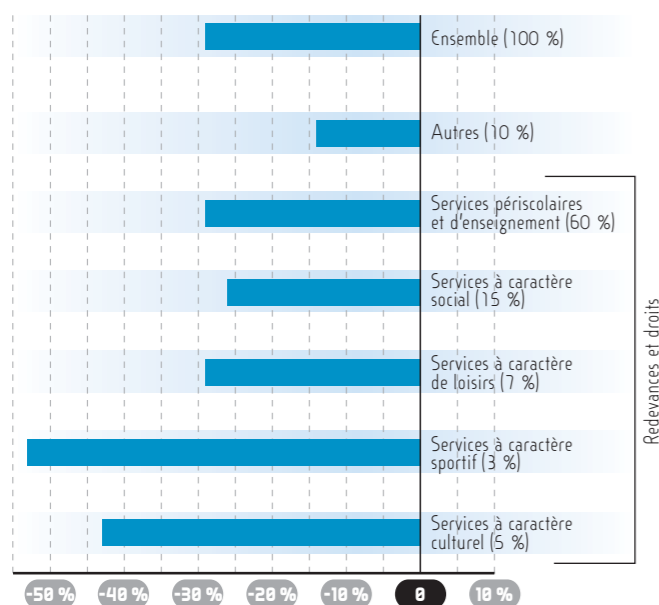 Ensemble (100 %)
Autres (10 %)
Services périscolaires
et d'enseignement (60 %)
Services à caractère
social (15 %)
Services à caractère
de loisirs (7 %)
Services à caractère
sportif (3 %)
Services à caractère
culturel (5 %)
Redevances et droits
-50 % -40 % -30 % -20 % -10 % 0 10 %